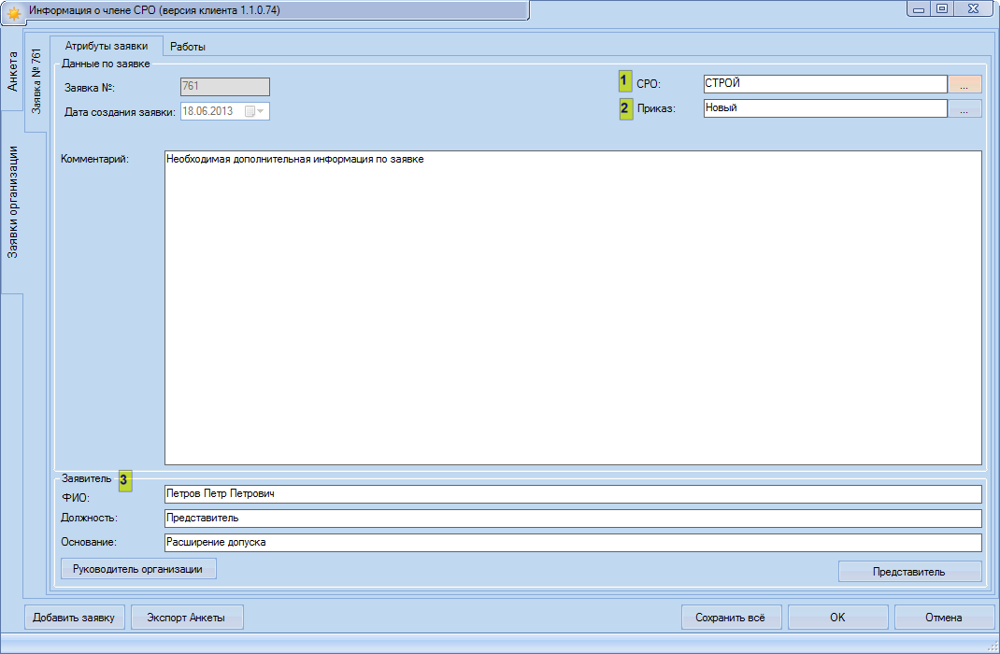 Информация о члене СРО (версия клиента 1.1.0.74)
Анкета
Заявки организации
Заявка № 761
Атрибуты заявки
Работы
Данные по заявке
Заявка №:
761
1
СРО:
СТРОЙ
...
Дата создания заявки:
18.06.2013
2
Приказ:
Новый
...
Комментарий:
Необходимая дополнительная информация по заявке
Заявитель
3
ФИО:
Петров Петр Петрович
Должность:
Представитель
Основание:
Расширение допуска
Руководитель организации
Представитель
Добавить заявку
Экспорт Анкеты
Сохранить всё
OK
Отмена